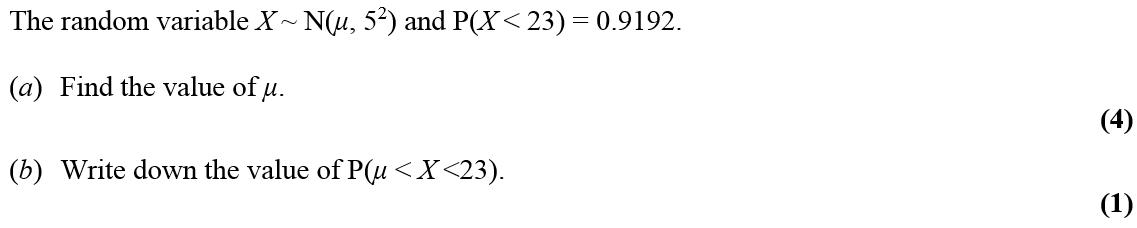 The random variable X ~ N(μ, 5²) and P(X < 23) = 0.9192.
(a) Find the value of μ.
(4)
(b) Write down the value of P(μ < X <23).
(1)